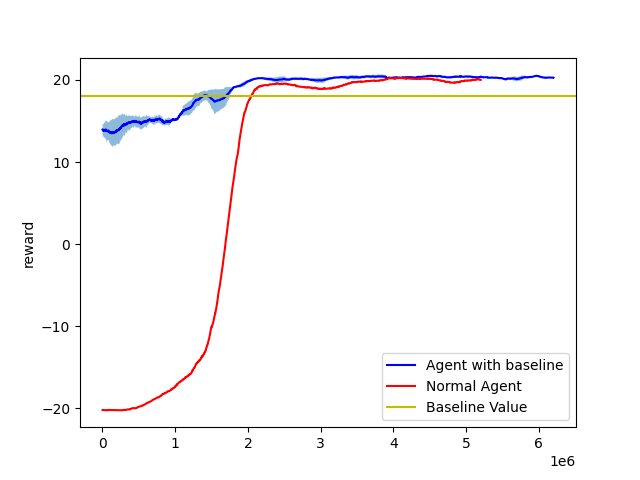 20
10
0
−10
−20
reward
0
1
2
3
4
5
6
1e6
Agent with baseline
Normal Agent
Baseline Value